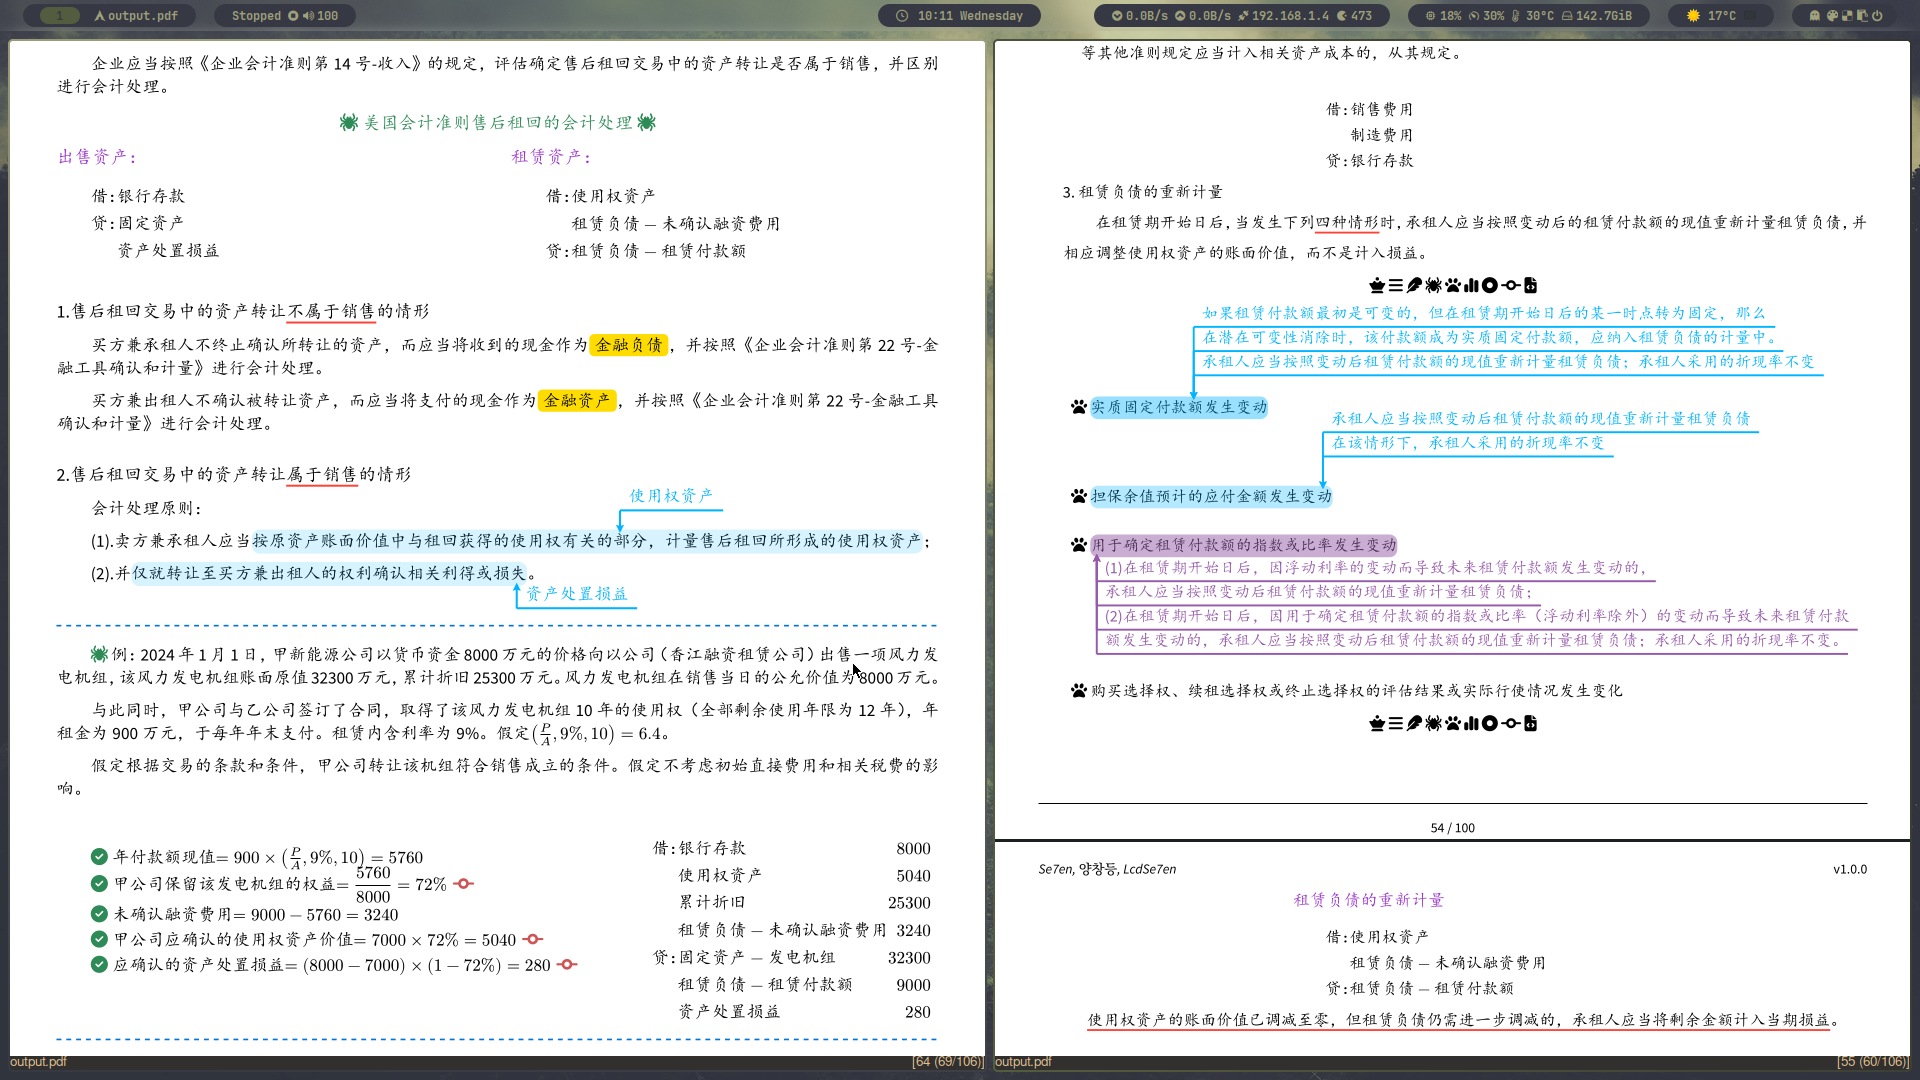 1
output.pdf
Stopped 100
10:11 Wednesday
0.0B/s 0.0B/s 192.168.1.4 473
18% 30% 30°C 142.7GiB
17°C
企业应当按照《企业会计准则第 14 号-收入》的规定，评估确定售后租回交易中的资产转让是否属于销售，并区别
进行会计处理。
美国会计准则售后租回的会计处理
出售资产：
借：银行存款
贷：固定资产
资产处置损益
租赁资产：
借：使用权资产
租赁负债 — 未确认融资费用
贷：租赁负债 — 租赁付款额
1.售后租回交易中的资产转让不属于销售的情形
买方兼承租人不终止确认所转让的资产，而应当将收到的现金作为 金融负债 ，并按照《企业会计准则第 22 号-金
融工具确认和计量》进行会计处理。
买方兼出租人不确认被转让资产，而应当将支付的现金作为 金融资产 ，并按照《企业会计准则第 22 号-金融工具
确认和计量》进行会计处理。
2.售后租回交易中的资产转让属于销售的情形
会计处理原则：
使用权资产
(1).卖方兼承租人应当按原资产账面价值中与租回获得的使用权有关的部分，计量售后租回所形成的使用权资产；
(2).并仅就转让至买方兼出租人的权利确认相关利得或损失。
资产处置损益
例：2024 年 1 月 1 日，甲新能源公司以货币资金 8000 万元的价格向以公司（香江融资租赁公司）出售一项风力发
电机组，该风力发电机组账面原值 32300 万元，累计折旧 25300 万元。风力发电机组在销售当日的公允价值为 8000 万元。
与此同时，甲公司与乙公司签订了合同，取得了该风力发电机组 10 年的使用权（全部剩余使用年限为 12 年），年
租金为 900 万元，于每年年末支付。租赁内含利率为 9%。假定(P/A, 9%, 10) = 6.4。
假定根据交易的条款和条件，甲公司转让该机组符合销售成立的条件。假定不考虑初始直接费用和相关税费的影
响。
年付款额现值= 900 × (P/A, 9%, 10) = 5760
甲公司保留该发电机组的权益= 5760/8000 = 72%
未确认融资费用= 9000 − 5760 = 3240
甲公司应确认的使用权资产价值= 7000 × 72% = 5040
应确认的资产处置损益= (8000 − 7000) × (1 − 72%) = 280
借：银行存款 8000
使用权资产 5040
累计折旧 25300
租赁负债 — 未确认融资费用 3240
贷：固定资产 — 发电机组 32300
租赁负债 — 租赁付款额 9000
资产处置损益 280
output.pdf [64 (69/106)]
等其他准则规定应当计入相关资产成本的，从其规定。
借：销售费用
制造费用
贷：银行存款
3. 租赁负债的重新计量
在租赁期开始日后，当发生下列四种情形时，承租人应当按照变动后的租赁付款额的现值重新计量租赁负债，并
相应调整使用权资产的账面价值，而不是计入损益。
如果租赁付款额最初是可变的，但在租赁期开始日后的某一时点转为固定，那么
在潜在可变性消除时，该付款额成为实质固定付款额，应纳入租赁负债的计量中。
承租人应当按照变动后租赁付款额的现值重新计量租赁负债；承租人采用的折现率不变
实质固定付款额发生变动
承租人应当按照变动后租赁付款额的现值重新计量租赁负债
在该情形下，承租人采用的折现率不变
担保余值预计的应付金额发生变动
用于确定租赁付款额的指数或比率发生变动
(1)在租赁期开始日后，因浮动利率的变动而导致未来租赁付款额发生变动的，
承租人应当按照变动后租赁付款额的现值重新计量租赁负债；
(2)在租赁期开始日后，因用于确定租赁付款额的指数或比率（浮动利率除外）的变动而导致未来租赁付款
额发生变动的，承租人应当按照变动后租赁付款额的现值重新计量租赁负债；承租人采用的折现率不变。
购买选择权、续租选择权或终止选择权的评估结果或实际行使情况发生变化
54 / 100
Se7en, 양창등, LcdSe7en v1.0.0
租赁负债的重新计量
借：使用权资产
租赁负债 — 未确认融资费用
贷：租赁负债 — 租赁付款额
使用权资产的账面价值已调减至零，但租赁负债仍需进一步调减的，承租人应当将剩余金额计入当期损益。
output.pdf [55 (60/106)]